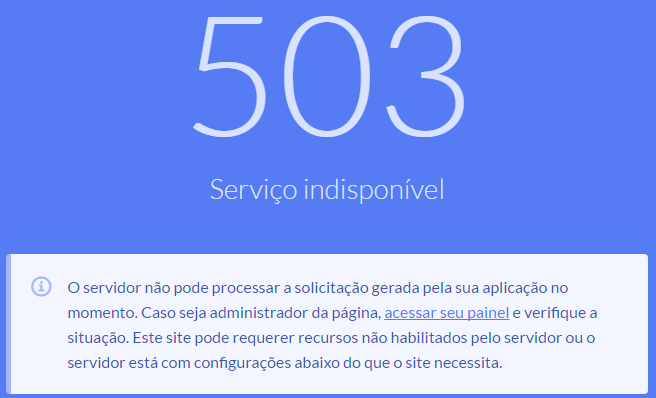 503
Serviço indisponível
O servidor não pode processar a solicitação gerada pela sua aplicação no
momento. Caso seja administrador da página, acessar seu painel e verifique a
situação. Este site pode requerer recursos não habilitados pelo servidor ou o
servidor está com configurações abaixo do que o site necessita.